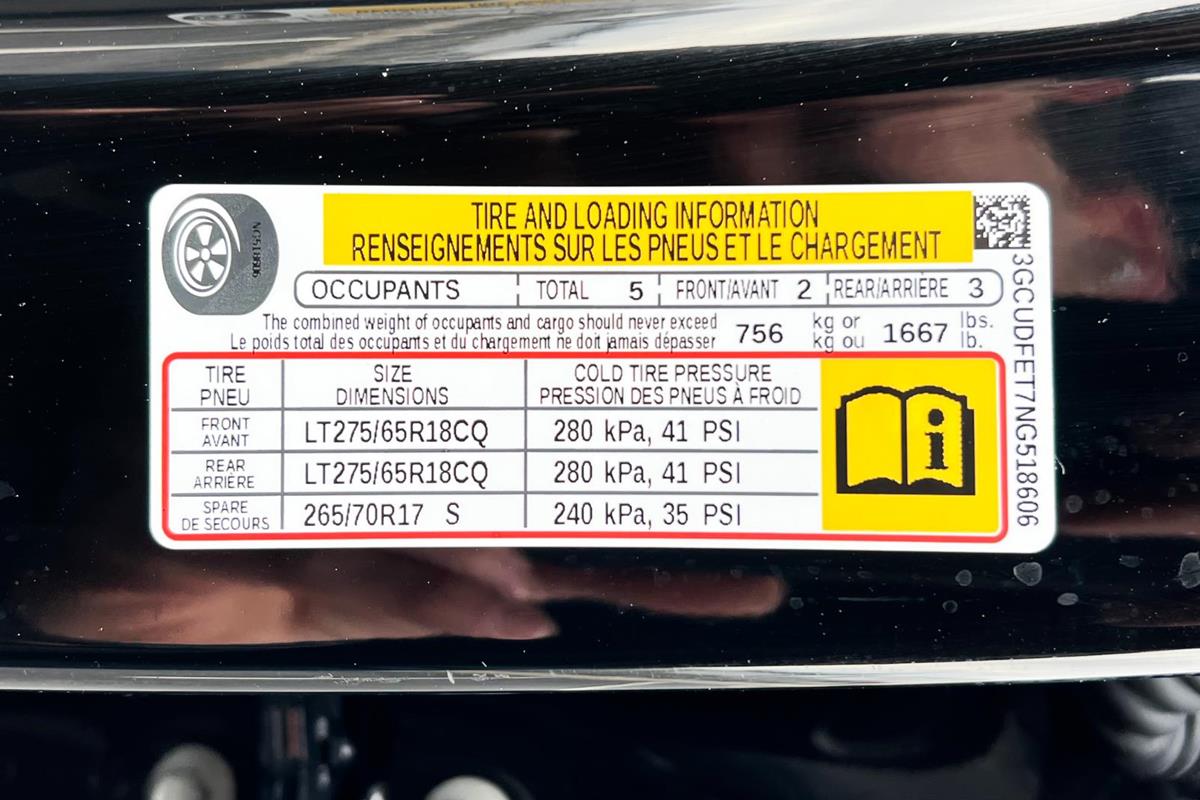 TIRE AND LOADING INFORMATION
RENSEIGNEMENTS SUR LES PNEUS ET LE CHARGEMENT
OCCUPANTS TOTAL 5 FRONT/AVANT 2 REAR/ARRIÈRE 3
The combined weight of occupants and cargo should never exceed 756 kg or 1667 lbs.
Le poids total des occupants et du chargement ne doit jamais dépasser kg ou lb.
TIRE SIZE COLD TIRE PRESSURE
PNEU DIMENSIONS PRESSION DES PNEUS À FROID
FRONT
AVANT LT275/65R18CQ 280 kPa, 41 PSI
REAR
ARRIÈRE LT275/65R18CQ 280 kPa, 41 PSI
SPARE
DE SECOURS 265/70R17 S 240 kPa, 35 PSI
i
3GCUDFET7NG518606